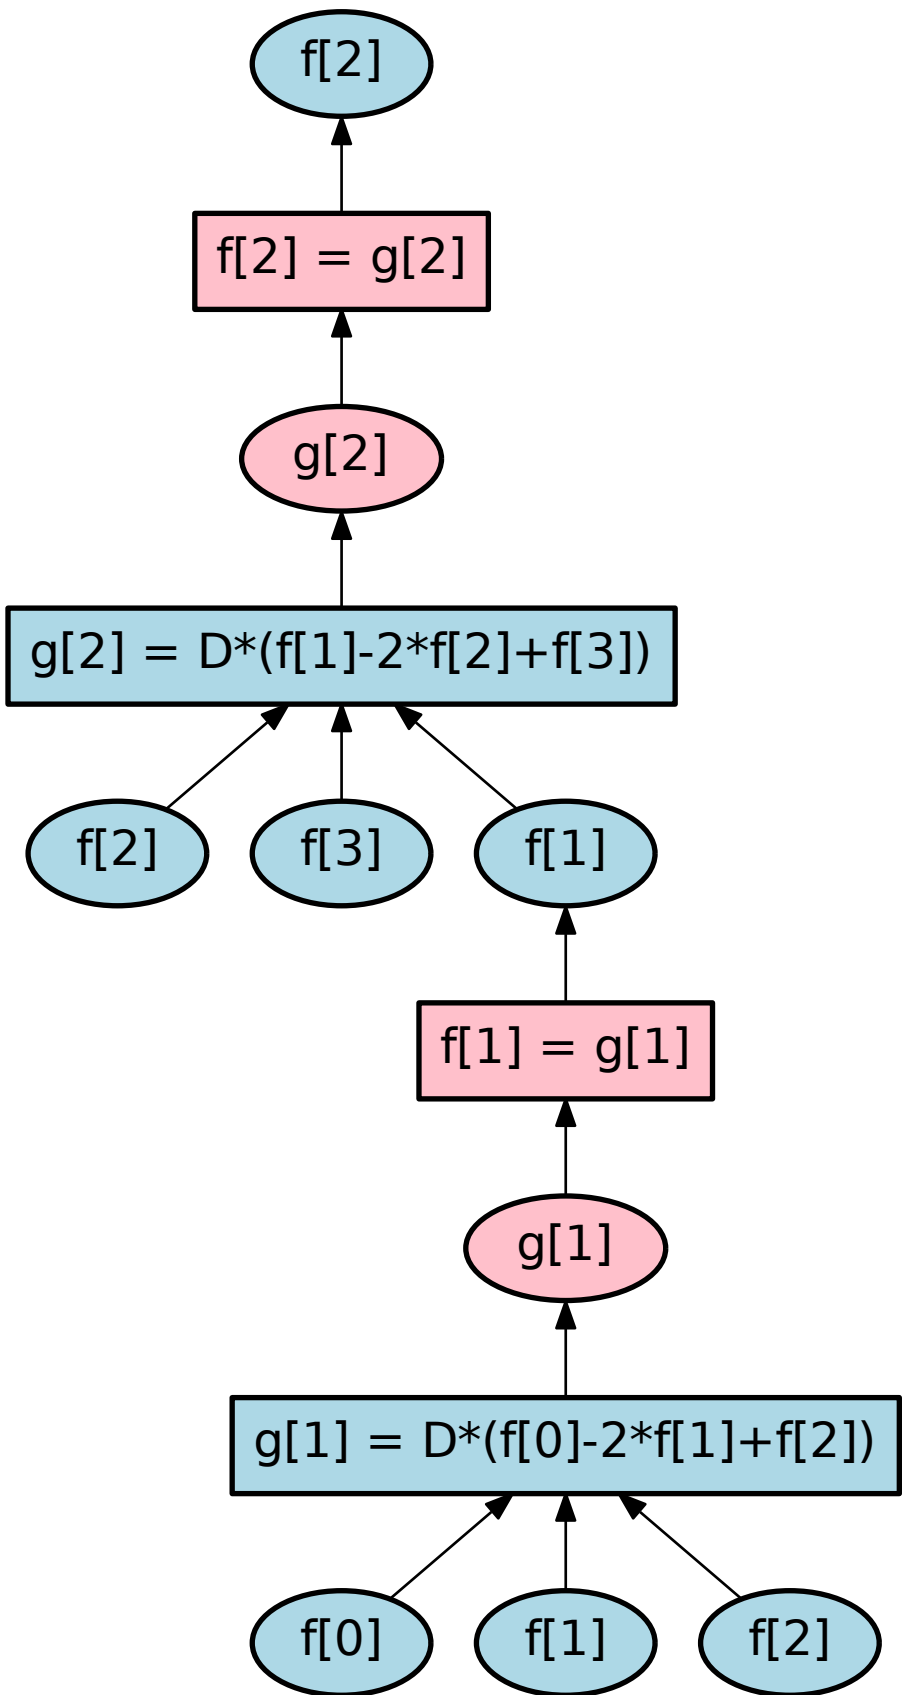 f[2]
f[2] = g[2]
g[2]
g[2] = D*(f[1]-2*f[2]+f[3])
f[2]
f[3]
f[1]
f[1] = g[1]
g[1]
g[1] = D*(f[0]-2*f[1]+f[2])
f[0]
f[1]
f[2]